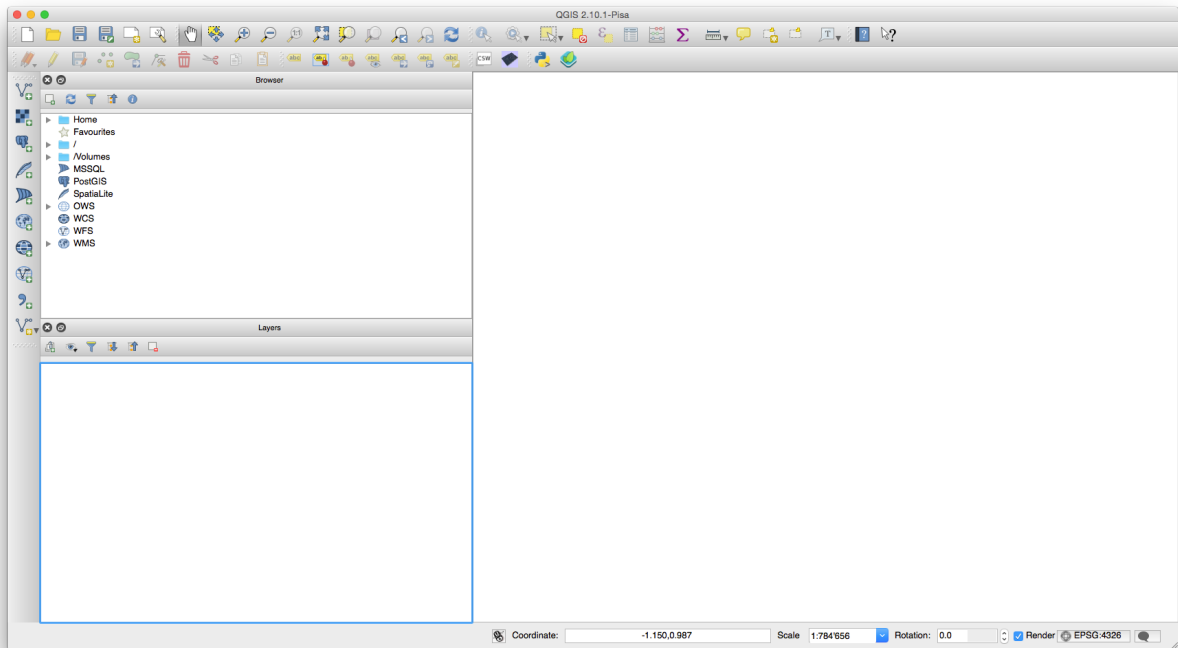 QGIS 2.10.1-Pisa
CSW
Browser
Home
Favourites
/
/Volumes
MSSQL
PostGIS
SpatiaLite
OWS
WCS
WFS
WMS
Layers
Coordinate: -1.150,0.987 Scale 1:784'656 Rotation: 0.0 Render EPSG:4326